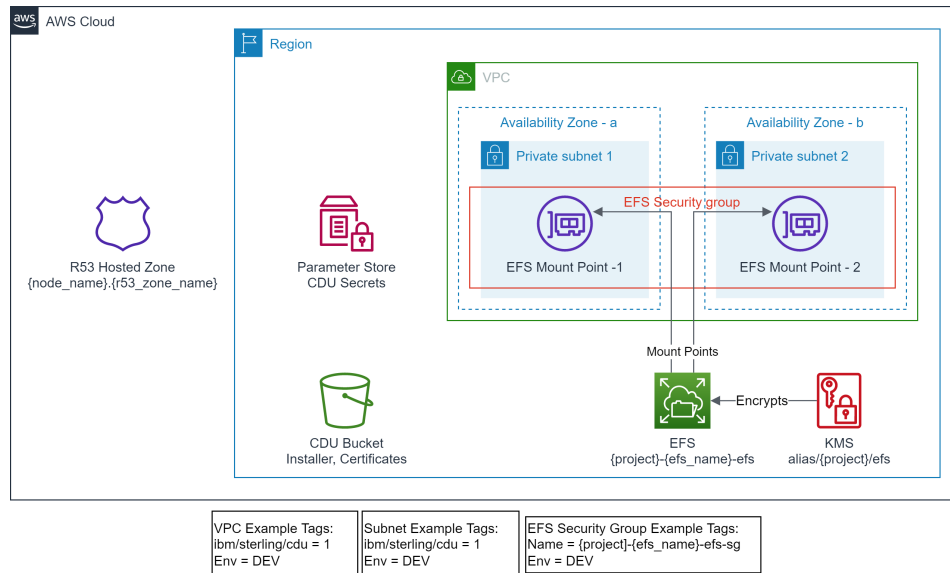 aws
AWS Cloud
Region
VPC
Availability Zone - a
Availability Zone - b
Private subnet 1
Private subnet 2
EFS Security group
EFS Mount Point -1
EFS Mount Point - 2
R53 Hosted Zone
{node_name}.{r53_zone_name}
Parameter Store
CDU Secrets
Mount Points
Encrypts
CDU Bucket
Installer, Certificates
EFS
{project}-{efs_name}-efs
KMS
alias/{project}/efs
VPC Example Tags:
ibm/sterling/cdu = 1
Env = DEV
Subnet Example Tags:
ibm/sterling/cdu = 1
Env = DEV
EFS Security Group Example Tags:
Name = {project]-{efs_name}-efs-sg
Env = DEV